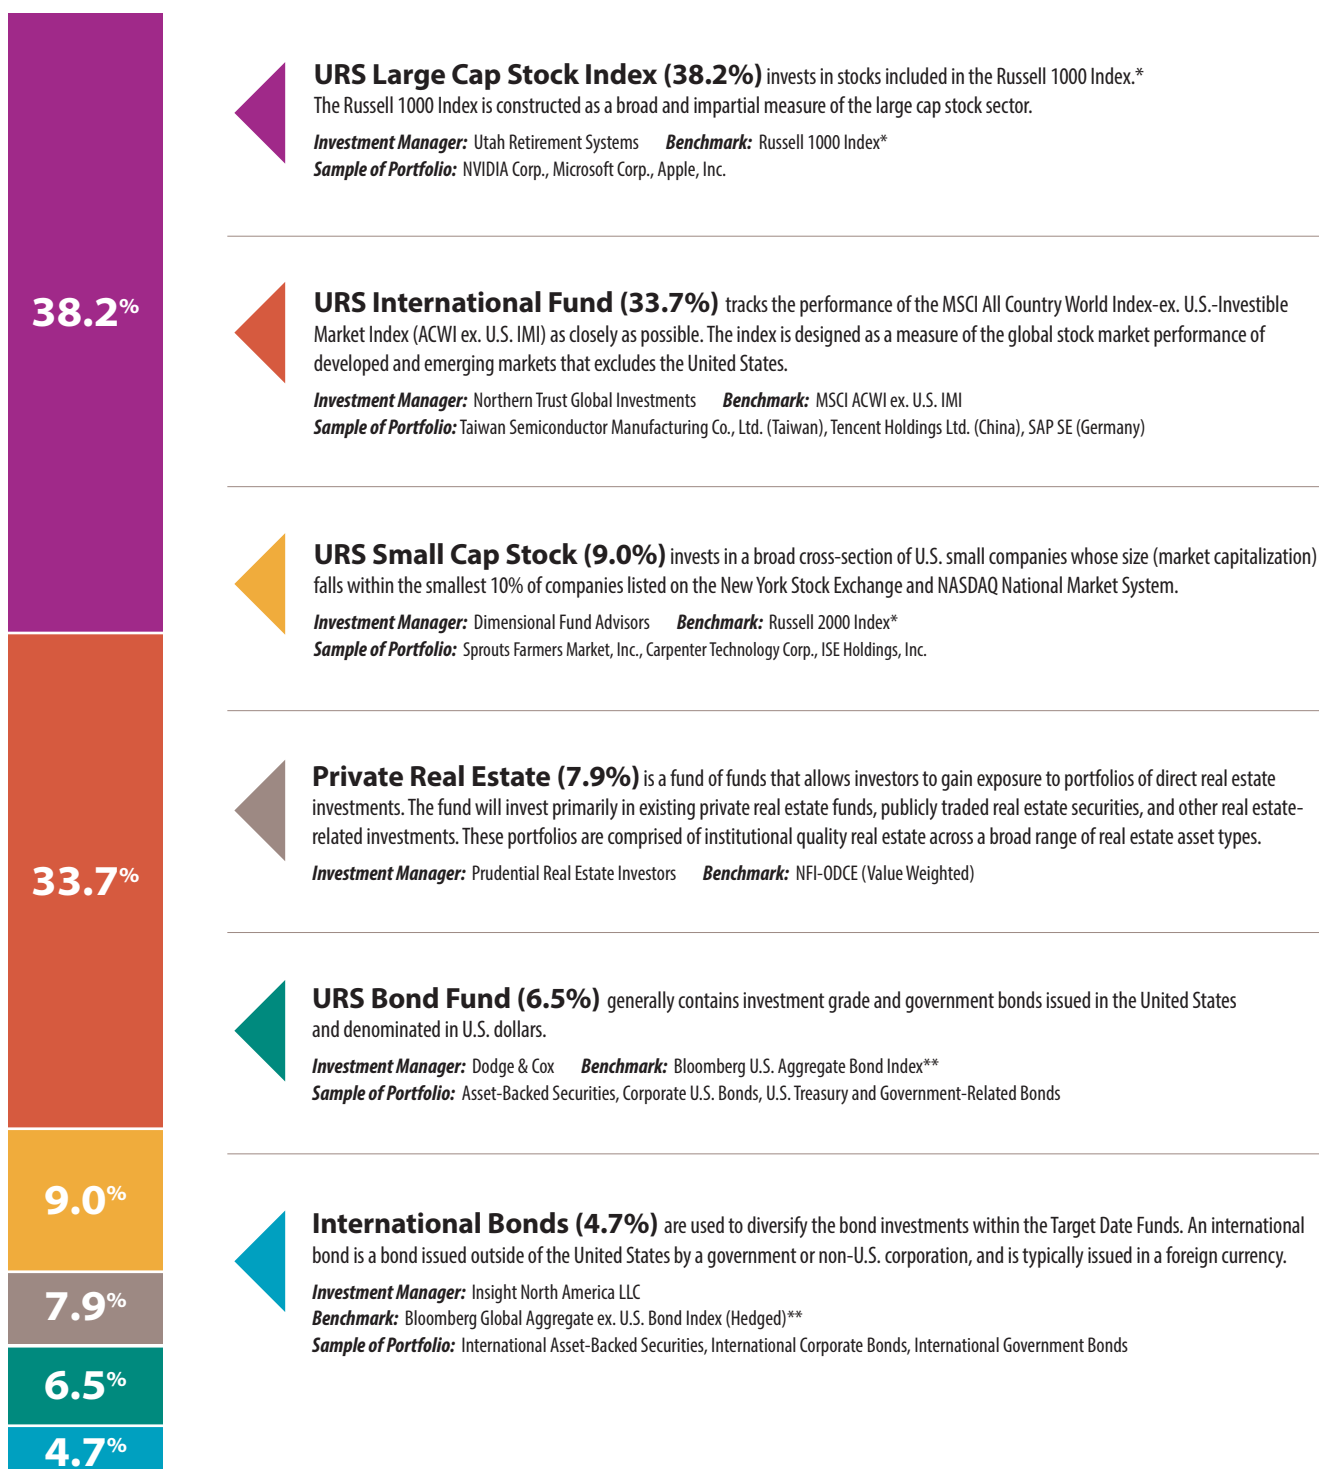 38.2%
33.7%
9.0%
7.9%
6.5%
4.7%
URS Large Cap Stock Index (38.2%) invests in stocks included in the Russell 1000 Index.*
The Russell 1000 Index is constructed as a broad and impartial measure of the large cap stock sector.
Investment Manager: Utah Retirement Systems Benchmark: Russell 1000 Index*
Sample of Portfolio: NVIDIA Corp., Microsoft Corp., Apple, Inc.
URS International Fund (33.7%) tracks the performance of the MSCI All Country World Index-ex. U.S.-Investible
Market Index (ACWI ex. U.S. IMI) as closely as possible. The index is designed as a measure of the global stock market performance of
developed and emerging markets that excludes the United States.
Investment Manager: Northern Trust Global Investments Benchmark: MSCI ACWI ex. U.S. IMI
Sample of Portfolio: Taiwan Semiconductor Manufacturing Co., Ltd. (Taiwan), Tencent Holdings Ltd. (China), SAP SE (Germany)
URS Small Cap Stock (9.0%) invests in a broad cross-section of U.S. small companies whose size (market capitalization)
falls within the smallest 10% of companies listed on the New York Stock Exchange and NASDAQ National Market System.
Investment Manager: Dimensional Fund Advisors Benchmark: Russell 2000 Index*
Sample of Portfolio: Sprouts Farmers Market, Inc., Carpenter Technology Corp., ISE Holdings, Inc.
Private Real Estate (7.9%) is a fund of funds that allows investors to gain exposure to portfolios of direct real estate
investments. The fund will invest primarily in existing private real estate funds, publicly traded real estate securities, and other real estate-
related investments. These portfolios are comprised of institutional quality real estate across a broad range of real estate asset types.
Investment Manager: Prudential Real Estate Investors Benchmark: NFI-ODCE (Value Weighted)
URS Bond Fund (6.5%) generally contains investment grade and government bonds issued in the United States
and denominated in U.S. dollars.
Investment Manager: Dodge & Cox Benchmark: Bloomberg U.S. Aggregate Bond Index**
Sample of Portfolio: Asset-Backed Securities, Corporate U.S. Bonds, U.S. Treasury and Government-Related Bonds
International Bonds (4.7%) are used to diversify the bond investments within the Target Date Funds. An international
bond is a bond issued outside of the United States by a government or non-U.S. corporation, and is typically issued in a foreign currency.
Investment Manager: Insight North America LLC
Benchmark: Bloomberg Global Aggregate ex. U.S. Bond Index (Hedged)**
Sample of Portfolio: International Asset-Backed Securities, International Corporate Bonds, International Government Bonds